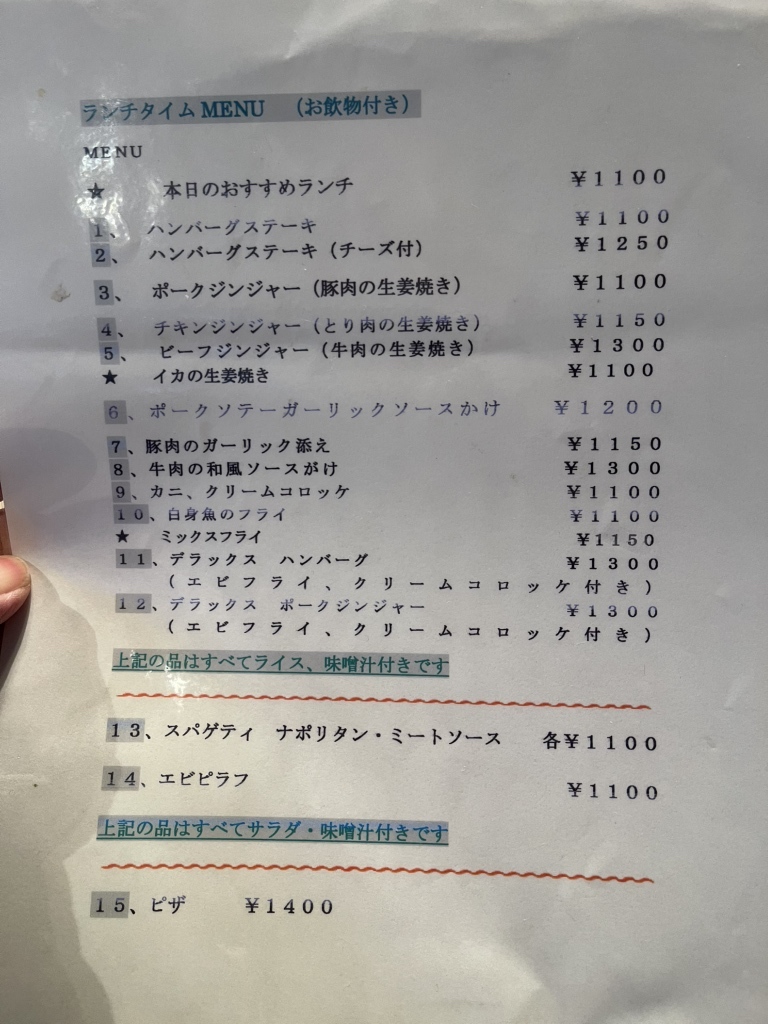 ランチタイム MENU （お飲物付き）
MENU
★ 本日のおすすめランチ ￥１１００
１、 ハンバーグステーキ ￥１１００
２、 ハンバーグステーキ（チーズ付） ￥１２５０
３、 ポークジンジャー（豚肉の生姜焼き） ￥１１００
４、 チキンジンジャー（とり肉の生姜焼き） ￥１１５０
５、 ビーフジンジャー（牛肉の生姜焼き） ￥１３００
★ イカの生姜焼き ￥１１００
６、ポークソテーガーリックソースかけ ￥１２００
７、豚肉のガーリック添え ￥１１５０
８、牛肉の和風ソースがけ ￥１３００
９、カニ、クリームコロッケ ￥１１００
１０、白身魚のフライ ￥１１００
★ ミックスフライ ￥１１５０
１１、デラックス ハンバーグ ￥１３００
（エビフライ、クリームコロッケ付き）
１２、デラックス ポークジンジャー ￥１３００
（エビフライ、クリームコロッケ付き）
上記の品はすべてライス、味噌汁付きです
１３、スパゲティ ナポリタン・ミートソース 各￥１１００
１４、エビピラフ ￥１１００
上記の品はすべてサラダ・味噌汁付きです
１５、ピザ ￥１４００